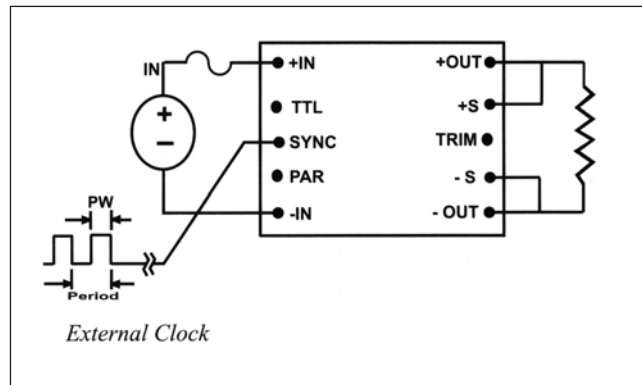 IN
+
−
+IN
TTL
SYNC
PAR
-IN
+OUT
+S
TRIM
- S
- OUT
PW
Period
External Clock